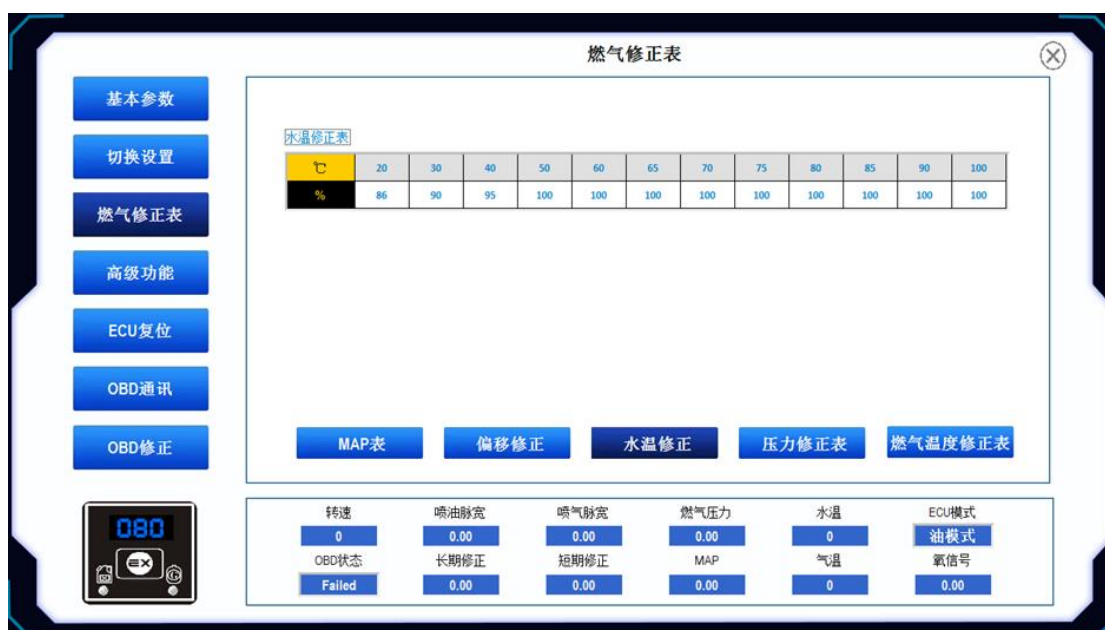 燃气修正表
基本参数
切换设置
燃气修正表
高级功能
ECU复位
OBD通讯
OBD修正
水温修正表
℃ 20 30 40 50 60 65 70 75 80 85 90 100
% 86 90 95 100 100 100 100 100 100 100 100 100
MAP表 偏移修正 水温修正 压力修正表 燃气温度修正表
080
EX
G
转速 喷油脉宽 喷气脉宽 燃气压力 水温 ECU模式
0 0.00 0.00 0.00 0 油模式
OBD状态 长期修正 短期修正 MAP 气温 氧信号
Failed 0.00 0.00 0.00 0 0.00